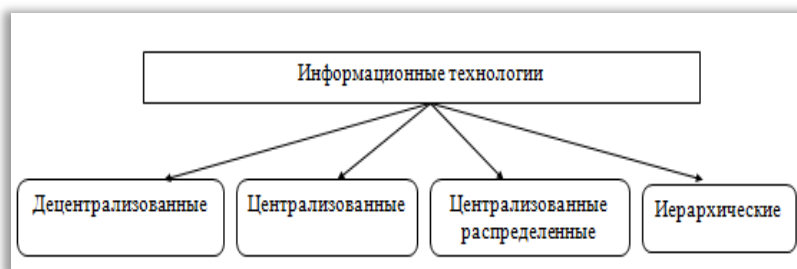 Информационные технологии
Децентрализованные
Централизованные
Централизованные
распределенные
Иерархические